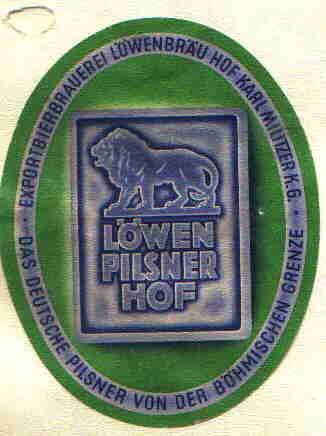 EXPORTBIERBRAUEREI LÖWENBRÄU HOF KARL MÜTZER K.G.
LÖWEN
PILSNER
HOF
DAS DEUTSCHE PILSNER VON DER BÖHMISCHEN GRENZE